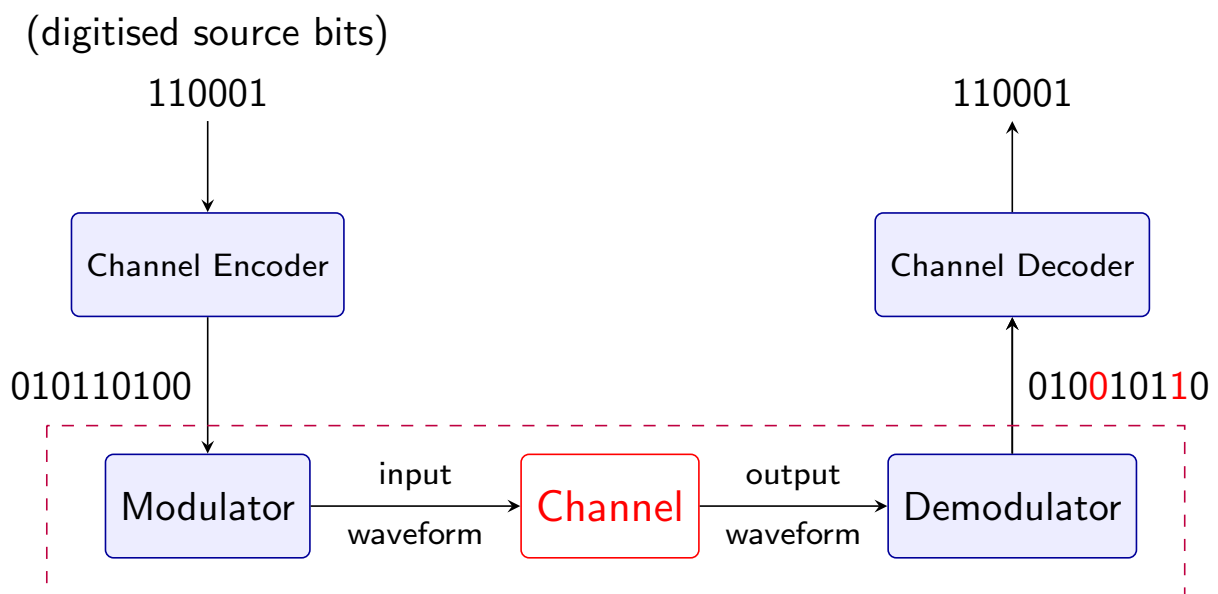 (digitised source bits)
110001
110001
Channel Encoder
Channel Decoder
010110100
010010110
Modulator
input
waveform
Channel
output
waveform
Demodulator